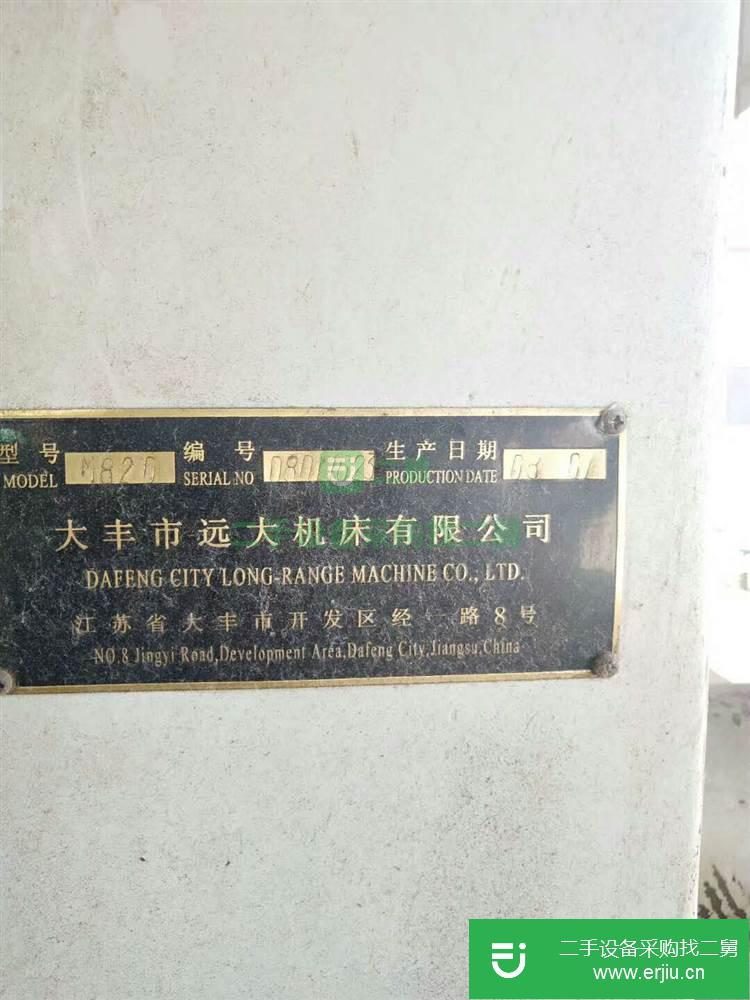 型号 M820 编号 生产日期
MODEL SERIAL NO PRODUCTION DATE
大丰市远大机床有限公司
DAFENG CITY LONG-RANGE MACHINE CO., LTD.
江苏省大丰市开发区经一路8号
NO.8 Jingyi Road,Development Area,Dafeng City,Jiangsu,China
二手设备采购找二舅
www.erjiu.cn